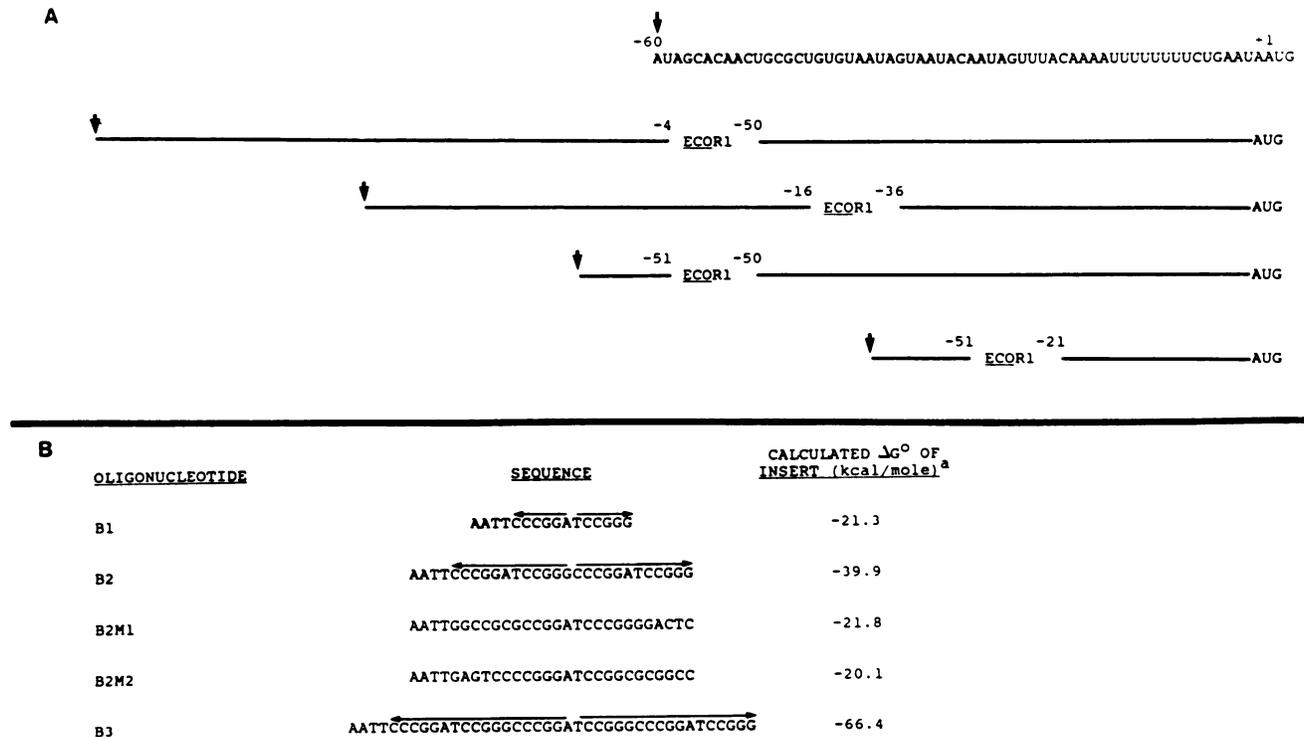 A
-60 +1
AUAGCACAACUGCGCUGUGUAAUAGUAAUACAAUAGUUUACAAAAUUUUUUUUCUGAAUAAUG
-4 ECOR1 -50 AUG
-16 ECOR1 -36 AUG
-51 ECOR1 -50 AUG
-51 ECOR1 -21 AUG
B
OLIGONUCLEOTIDE SEQUENCE CALCULATED ΔG° OF
INSERT (kcal/mole)a
B1 AATTCCCGGATCCGGG -21.3
B2 AATTCCCGGATCCGGGCCCGGATCCGGG -39.9
B2M1 AATTGGCCGCGCCGGATCCCGGGGACTC -21.8
B2M2 AATTGAGTCCCCGGGATCCGGCGCGGCC -20.1
B3 AATTCCCGGATCCGGGCCCGGATCCGGGCCCGGATCCGGG -66.4